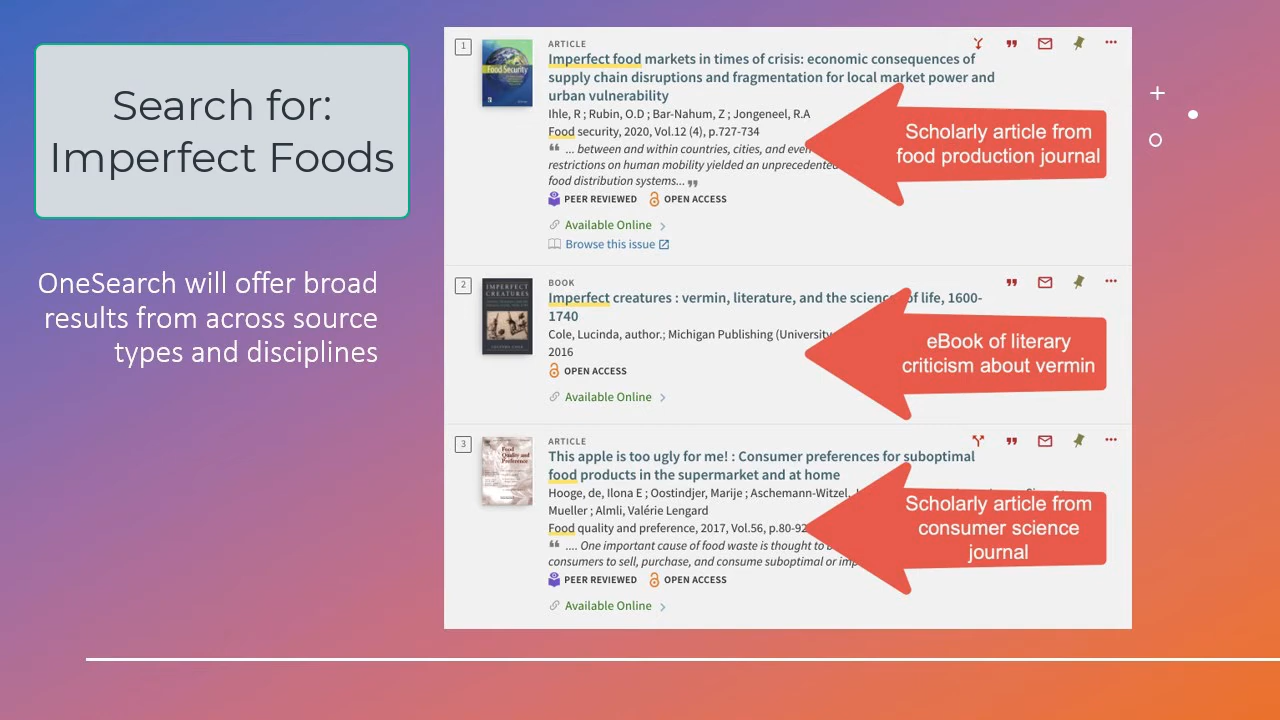 Search for:
Imperfect Foods
OneSearch will offer broad
results from across source
types and disciplines
1
ARTICLE
Imperfect food markets in times of crisis: economic consequences of
supply chain disruptions and fragmentation for local market power and
urban vulnerability
Ihle, R ; Rubin, O.D ; Bar-Nahum, Z ; Jongeneel, R.A
Food security, 2020, Vol.12 (4), p.727-734
... between and within countries, cities, and even
restrictions on human mobility yielded an unprecedented
food distribution systems...
PEER REVIEWED OPEN ACCESS
Available Online
Browse this issue
Food Security
Scholarly article from
food production journal
2
BOOK
Imperfect creatures : vermin, literature, and the science of life, 1600-
1740
Cole, Lucinda, author.; Michigan Publishing (University
2016
OPEN ACCESS
Available Online
IMPERFECT
CREATURES
eBook of literary
criticism about vermin
3
ARTICLE
This apple is too ugly for me! : Consumer preferences for suboptimal
food products in the supermarket and at home
Hooge, de, Ilona E ; Oostindjer, Marije ; Aschemann-Witzel,
Mueller ; Almli, Valérie Lengard
Food quality and preference, 2017, Vol.56, p.80-92
.... One important cause of food waste is thought to
consumers to sell, purchase, and consume suboptimal or
PEER REVIEWED OPEN ACCESS
Available Online
Food
Quality and
Preference
Scholarly article from
consumer science
journal